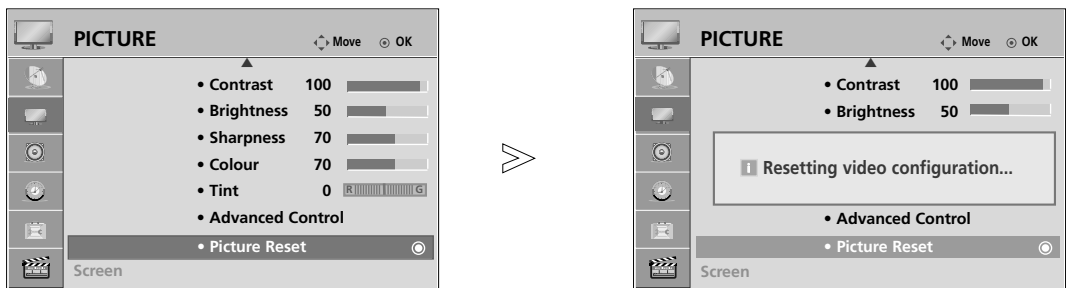 PICTURE Move OK
• Contrast 100
• Brightness 50
• Sharpness 70
• Colour 70
• Tint 0 R G
• Advanced Control
• Picture Reset
Screen
PICTURE Move OK
• Contrast 100
• Brightness 50
i Resetting video configuration...
• Advanced Control
• Picture Reset
Screen